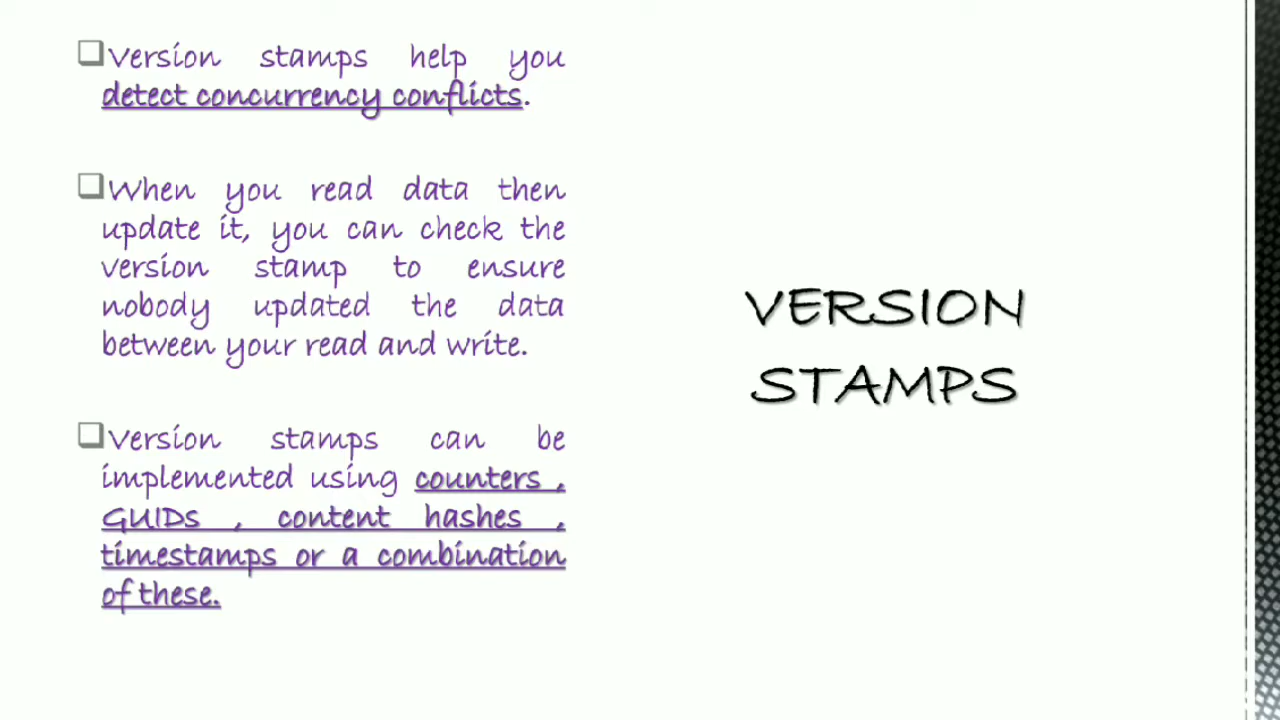 ❑Version stamps help you
detect concurrency conflicts.
❑When you read data then
update it, you can check the
version stamp to ensure
nobody updated the data
between your read and write.
❑Version stamps can be
implemented using counters ,
GUIDs , content hashes ,
timestamps or a combination
of these.
VERSION
STAMPS